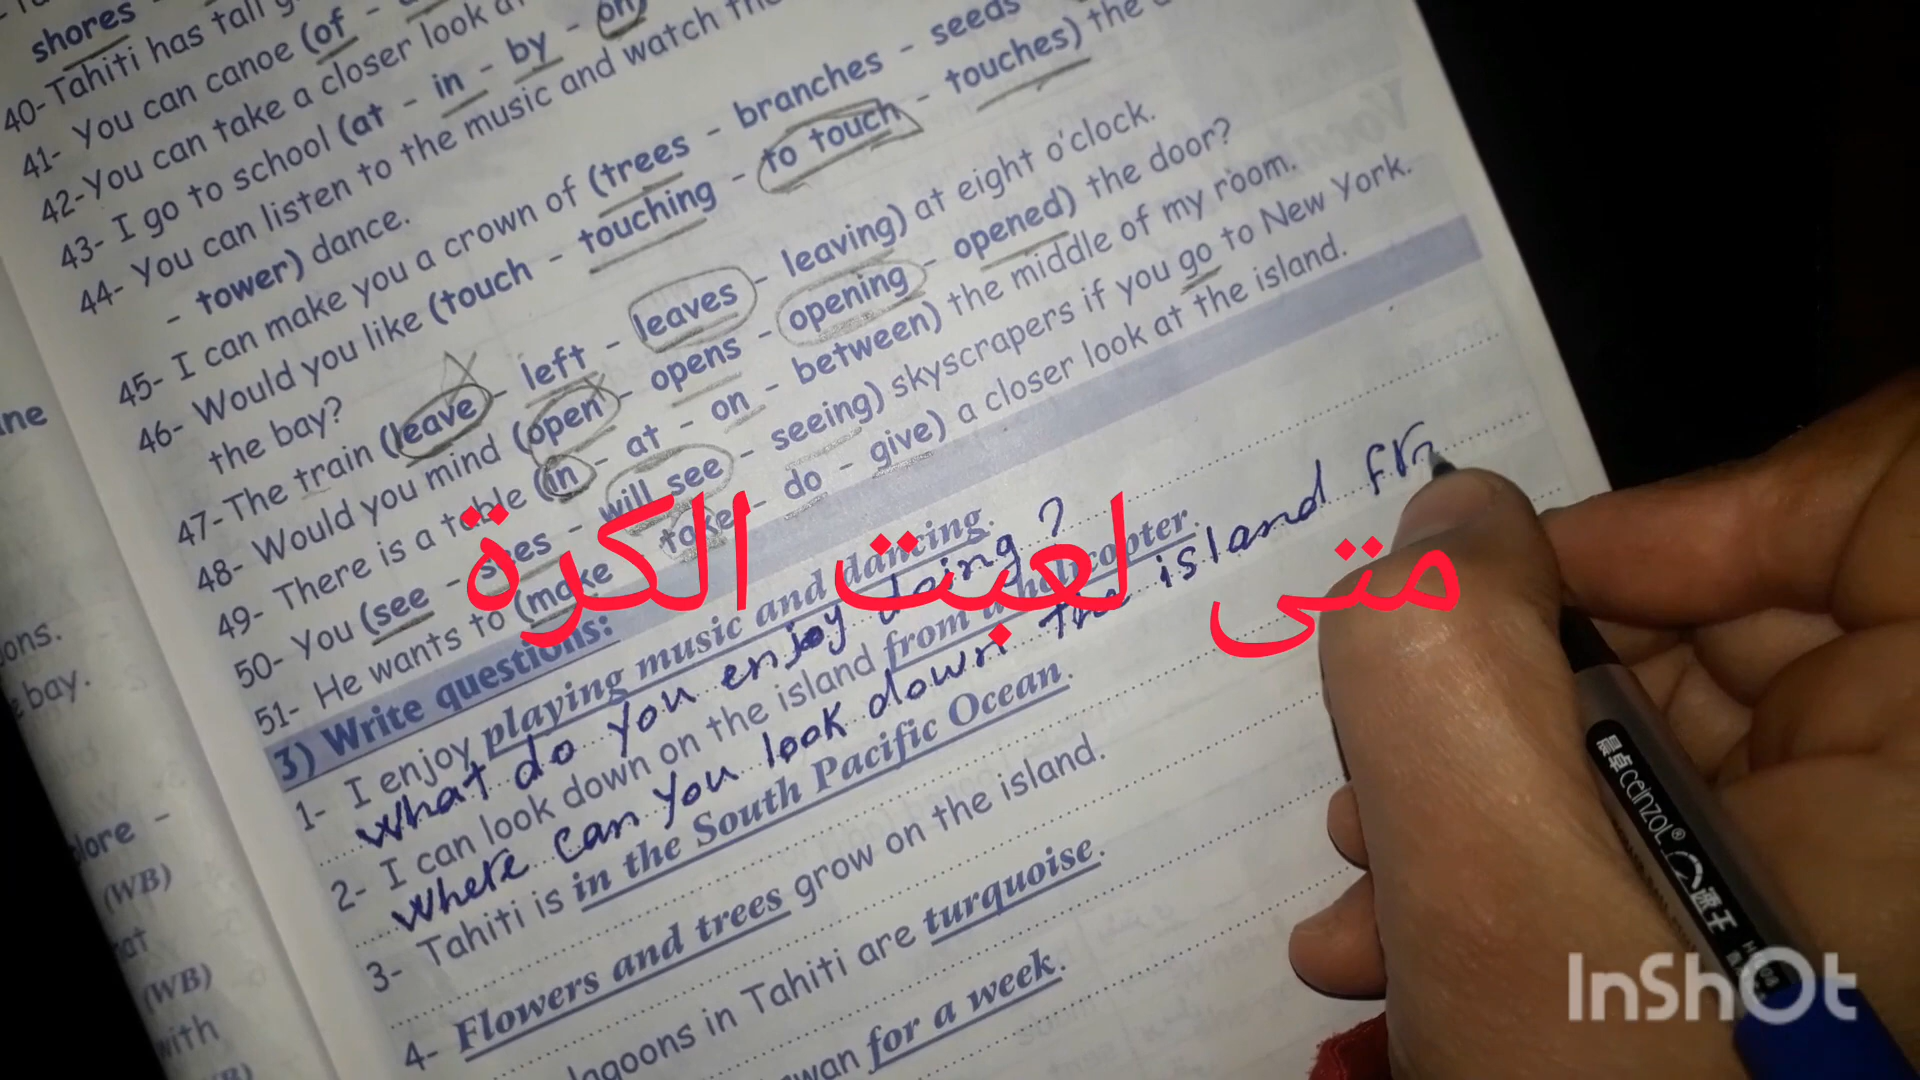 shores
40- Tahiti has tall
41- You can canoe (of -
42- You can take a closer look
43- I go to school (at - in - by - on)
44- You can listen to the music and watch the
- tower) dance.
45- I can make you a crown of (trees - branches - seeds
46- Would you like (touch - touching - to touch - touches) the
the bay?
47- The train (leave - left - leaves - leaving) at eight o'clock.
48- Would you mind (open - opens - opening - opened) the door?
49- There is a table (in - at - on - between) the middle of my room.
50- You (see - sees - will see - seeing) skyscrapers if you go to New York.
51- He wants to (make - take - do - give) a closer look at the island.
3) Write questions:
1- I enjoy playing music and dancing.
What do you enjoy doing ?
2- I can look down on the island from a helicopter.
Where can you look down the island
3- Tahiti is in the South Pacific Ocean.
4- Flowers and trees grow on the island.
lagoons in Tahiti are turquoise.
for a week.
متى لعبت الكرة
ons.
bay.
(WB)
(WB)
with
ceinzol®
InShOt